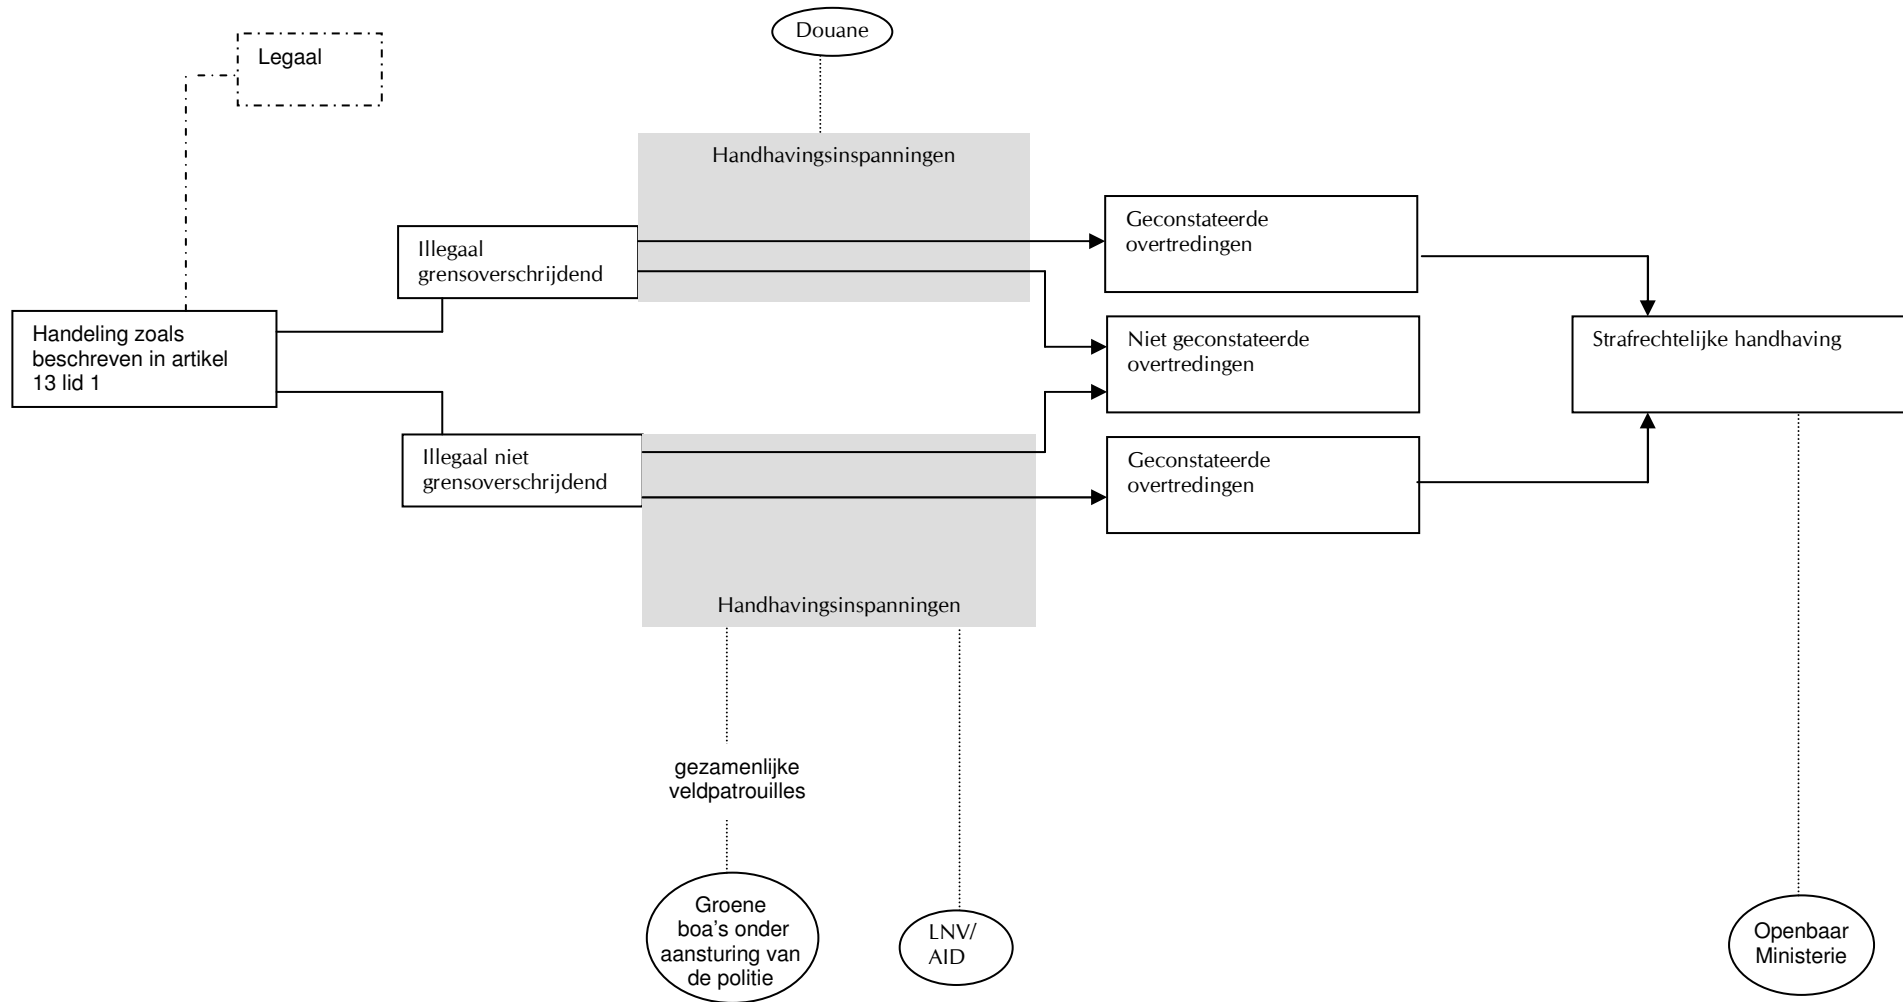 Douane
Legaal
Handhavingsinspanningen
Geconstateerde
overtredingen
Illegaal
grensoverschrijdend
Handeling zoals
beschreven in artikel
13 lid 1
Niet geconstateerde
overtredingen
Strafrechtelijke handhaving
Illegaal niet
grensoverschrijdend
Geconstateerde
overtredingen
Handhavingsinspanningen
gezamenlijke
veldpatrouilles
Groene
boa's onder
aansturing van
de politie
LNV/
AID
Openbaar
Ministerie